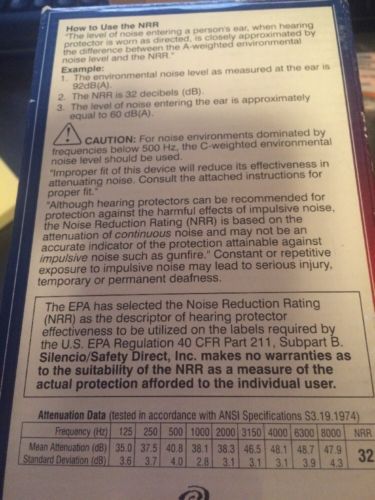 How to Use the NRR
"The level of noise entering a person's ear, when hearing
protector is worn as directed, is closely approximated by
the difference between the A-weighted environmental
noise level and the NRR."
Example:
1. The environmental noise level as measured at the ear is
92dB(A).
2. The NRR is 32 decibels (dB).
3. The level of noise entering the ear is approximately
equal to 60 dB(A).
CAUTION: For noise environments dominated by
frequencies below 500 Hz, the C-weighted environmental
noise level should be used.
"Improper fit of this device will reduce its effectiveness in
attenuating noise. Consult the attached instructions for
proper fit."
"Although hearing protectors can be recommended for
protection against the harmful effects of impulsive noise,
the Noise Reduction Rating (NRR) is based on the
attenuation of continuous noise and may not be an
accurate indicator of the protection attainable against
impulsive noise such as gunfire." Constant or repetitive
exposure to impulsive noise may lead to serious injury,
temporary or permanent deafness.
The EPA has selected the Noise Reduction Rating
(NRR) as the descriptor of hearing protector
effectiveness to be utilized on the labels required by
the U.S. EPA Regulation 40 CFR Part 211, Subpart B.
Silencio/Safety Direct, Inc. makes no warranties as
to the suitability of the NRR as a measure of the
actual protection afforded to the individual user.
Attenuation Data (tested in accordance with ANSI Specifications S3.19.1974)
Frequency (Hz) 125 250 500 1000 2000 3150 4000 6300 8000 NRR
Mean Attenuation (dB) 35.0 37.5 40.8 38.1 38.3 46.5 48.1 48.7 47.9 32
Standard Deviation (dB) 3.6 3.7 4.0 2.8 3.1 3.1 3.1 3.9 4.3